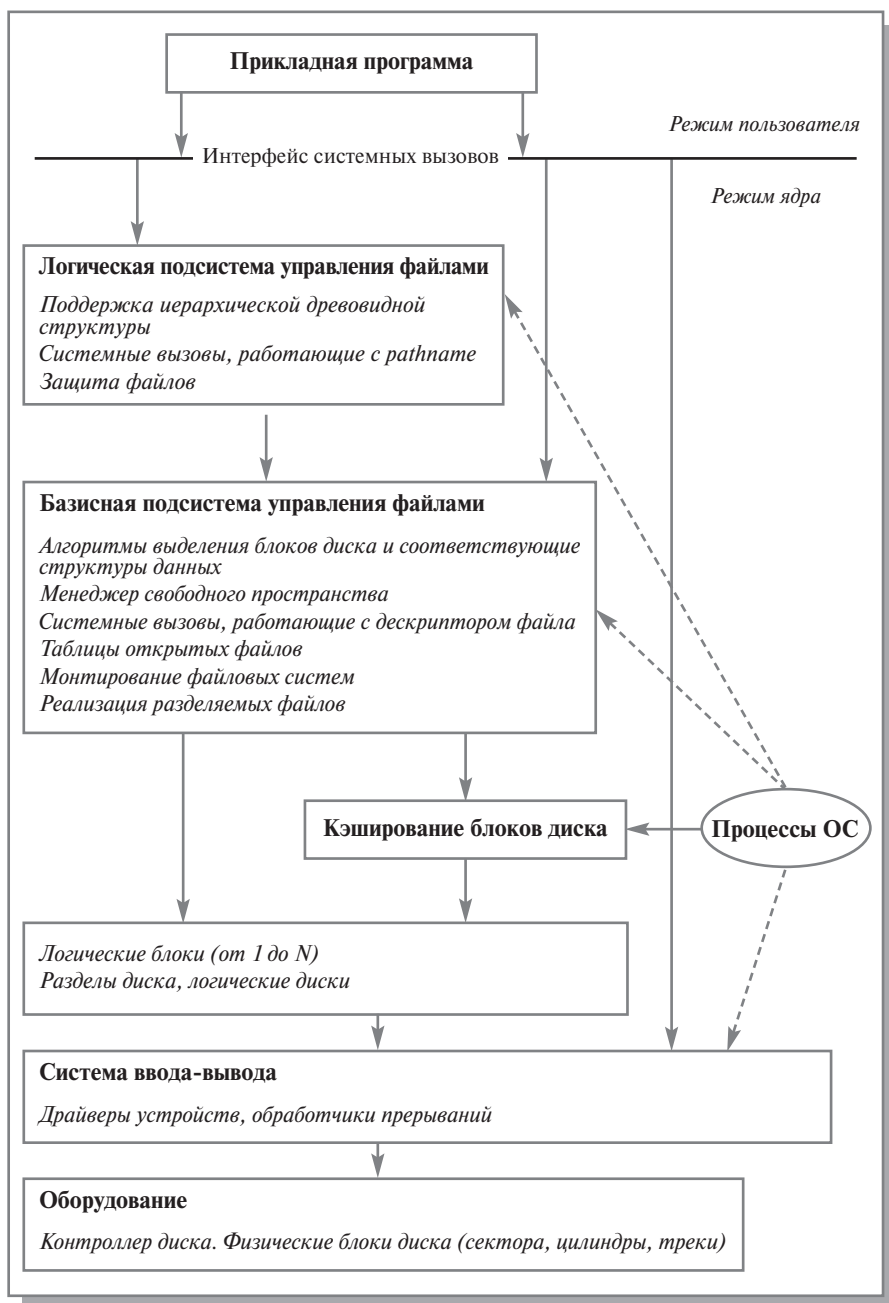 Прикладная программа
Режим пользователя
Интерфейс системных вызовов
Режим ядра
Логическая подсистема управления файлами
Поддержка иерархической древовидной
структуры
Системные вызовы, работающие с pathname
Защита файлов
Базисная подсистема управления файлами
Алгоритмы выделения блоков диска и соответствующие
структуры данных
Менеджер свободного пространства
Системные вызовы, работающие с дескриптором файла
Таблицы открытых файлов
Монтирование файловых систем
Реализация разделяемых файлов
Кэширование блоков диска
Процессы ОС
Логические блоки (от 1 до N)
Разделы диска, логические диски
Система ввода-вывода
Драйверы устройств, обработчики прерываний
Оборудование
Контроллер диска. Физические блоки диска (сектора, цилиндры, треки)